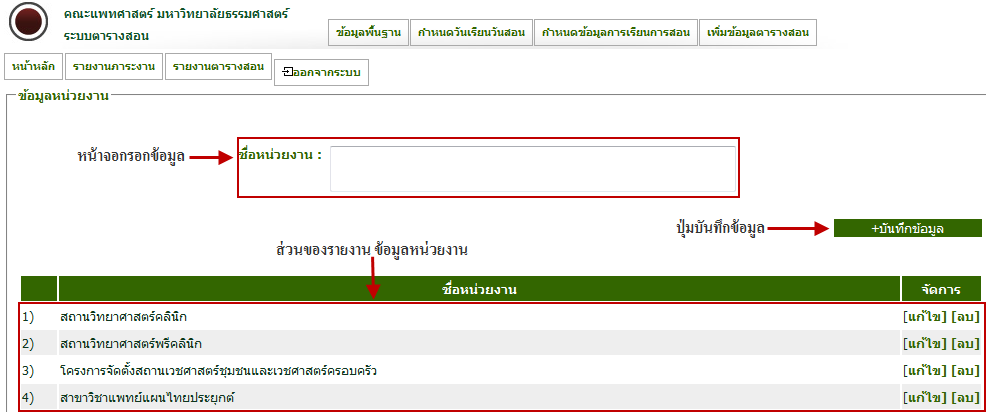 คณะแพทศาสตร์ มหาวิทยาลัยธรรมศาสตร์
ระบบตารางสอน
ข้อมูลพื้นฐาน กำหนดวันเรียนวันสอน กำหนดข้อมูลการเรียนการสอน เพิ่มข้อมูลตารางสอน
หน้าหลัก รายงานภาระงาน รายงานตารางสอน ออกจากระบบ
ข้อมูลหน่วยงาน
หน้าจอกรอกข้อมูล ชื่อหน่วยงาน :
ปุ่มบันทึกข้อมูล +บันทึกข้อมูล
ส่วนของรายงาน ข้อมูลหน่วยงาน
ชื่อหน่วยงาน จัดการ
1) สถานวิทยาศาสตร์คลินิก [แก้ไข] [ลบ]
2) สถานวิทยาศาสตร์พรีคลินิก [แก้ไข] [ลบ]
3) โครงการจัดตั้งสถานเวชศาสตร์ชุมชนและเวชศาสตร์ครอบครัว [แก้ไข] [ลบ]
4) สาขาวิชาแพทย์แผนไทยประยุกต์ [แก้ไข] [ลบ]